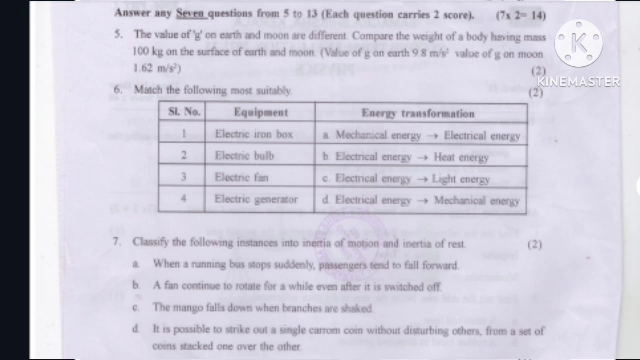 Answer any Seven questions from 5 to 13 (Each question carries 2 score). (7x 2= 14)
5. The value of 'g' on earth and moon are different. Compare the weight of a body having mass
100 kg on the surface of earth and moon. (Value of g on earth 9.8 m/s² value of g on moon
1.62 m/s²) (2)
KINEMASTER
6. Match the following most suitably. (2)
Sl. No. Equipment Energy transformation
1 Electric iron box a. Mechanical energy → Electrical energy
2 Electric bulb b. Electrical energy → Heat energy
3 Electric fan c. Electrical energy → Light energy
4 Electric generator d. Electrical energy → Mechanical energy
7. Classify the following instances into inertia of motion and inertia of rest. (2)
a. When a running bus stops suddenly, passengers tend to fall forward.
b. A fan continue to rotate for a while even after it is switched off.
c. The mango falls down when branches are shaked.
d. It is possible to strike out a single carrom coin without disturbing others, from a set of
coins stacked one over the other.